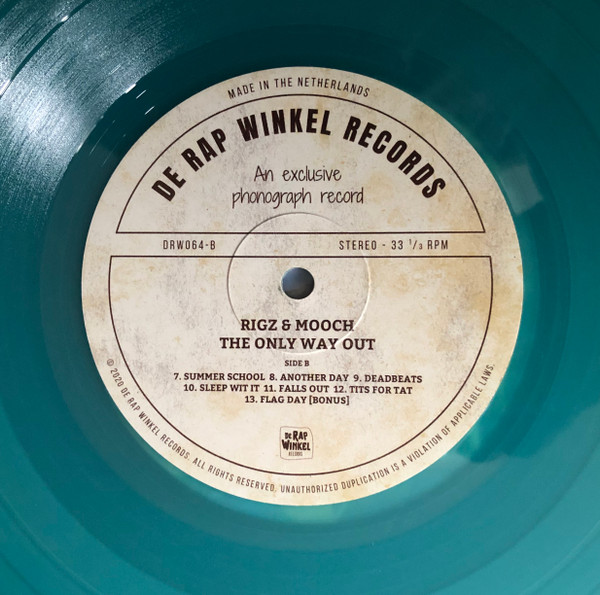 MADE IN THE NETHERLANDS
DE RAP WINKEL RECORDS
An exclusive
phonograph record
DRW064-B
STEREO - 33 ¹/₃ RPM
RIGZ & MOOCH
THE ONLY WAY OUT
SIDE B
7. SUMMER SCHOOL 8. ANOTHER DAY 9. DEADBEATS
10. SLEEP WIT IT 11. FALLS OUT 12. TITS FOR TAT
13. FLAG DAY [BONUS]
DE RAP
WINKEL
RECORDS
© 2020 DE RAP WINKEL RECORDS. ALL RIGHTS RESERVED. UNAUTHORIZED DUPLICATION IS A VIOLATION OF APPLICABLE LAWS.